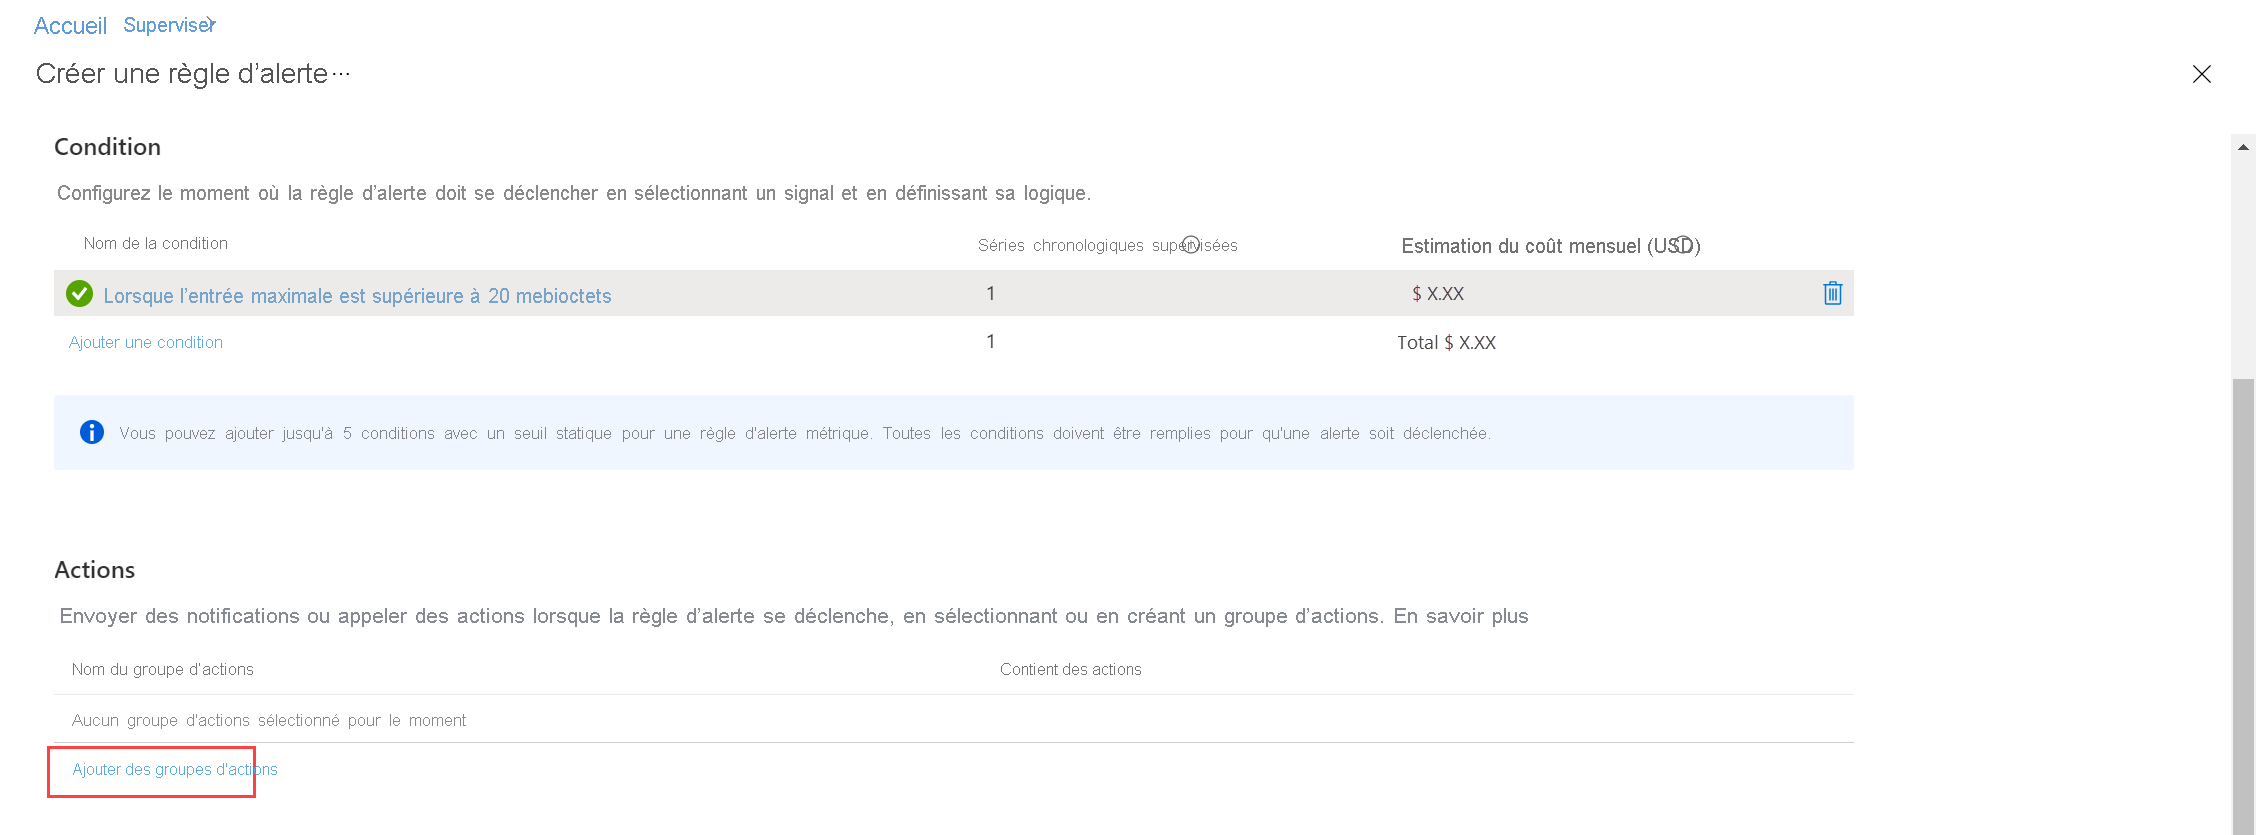 Accueil Superviser
Créer une règle d’alerte ···
Condition
Configurez le moment où la règle d’alerte doit se déclencher en sélectionnant un signal et en définissant sa logique.
Nom de la condition Séries chronologiques supervisées Estimation du coût mensuel (USD)
Lorsque l’entrée maximale est supérieure à 20 mebioctets 1 $ X.XX
Ajouter une condition 1 Total $ X.XX
Vous pouvez ajouter jusqu'à 5 conditions avec un seuil statique pour une règle d'alerte métrique. Toutes les conditions doivent être remplies pour qu'une alerte soit déclenchée.
Actions
Envoyer des notifications ou appeler des actions lorsque la règle d’alerte se déclenche, en sélectionnant ou en créant un groupe d’actions. En savoir plus
Nom du groupe d’actions Contient des actions
Aucun groupe d'actions sélectionné pour le moment
Ajouter des groupes d'actions